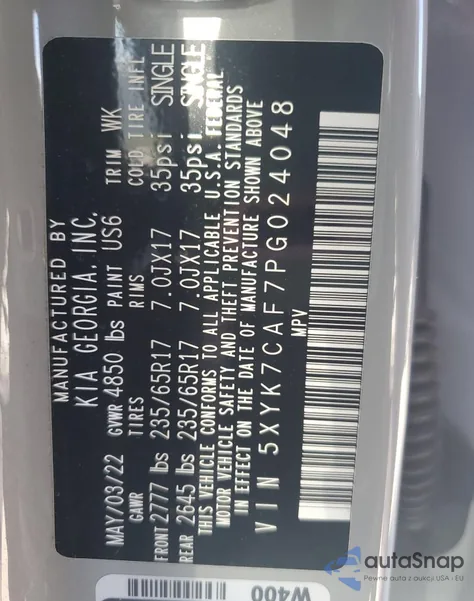 MANUFACTURED BY
KIA GEORGIA, INC.
MAY/03/22 GVWR 4850 lbs PAINT US6 TRIM WK
GAWR TIRES RIMS COLD TIRE INFL
FRONT 2777 lbs 235/65R17 7.0JX17 35psi SINGLE
REAR 2645 lbs 235/65R17 7.0JX17 35psi SINGLE
THIS VEHICLE CONFORMS TO ALL APPLICABLE U.S.A. FEDERAL
MOTOR VEHICLE SAFETY AND THEFT PREVENTION STANDARDS
IN EFFECT ON THE DATE OF MANUFACTURE SHOWN ABOVE
VIN 5XYK7CAF7PG024048
MPV
W400
autoSnap
Pewne auta z USA i EU